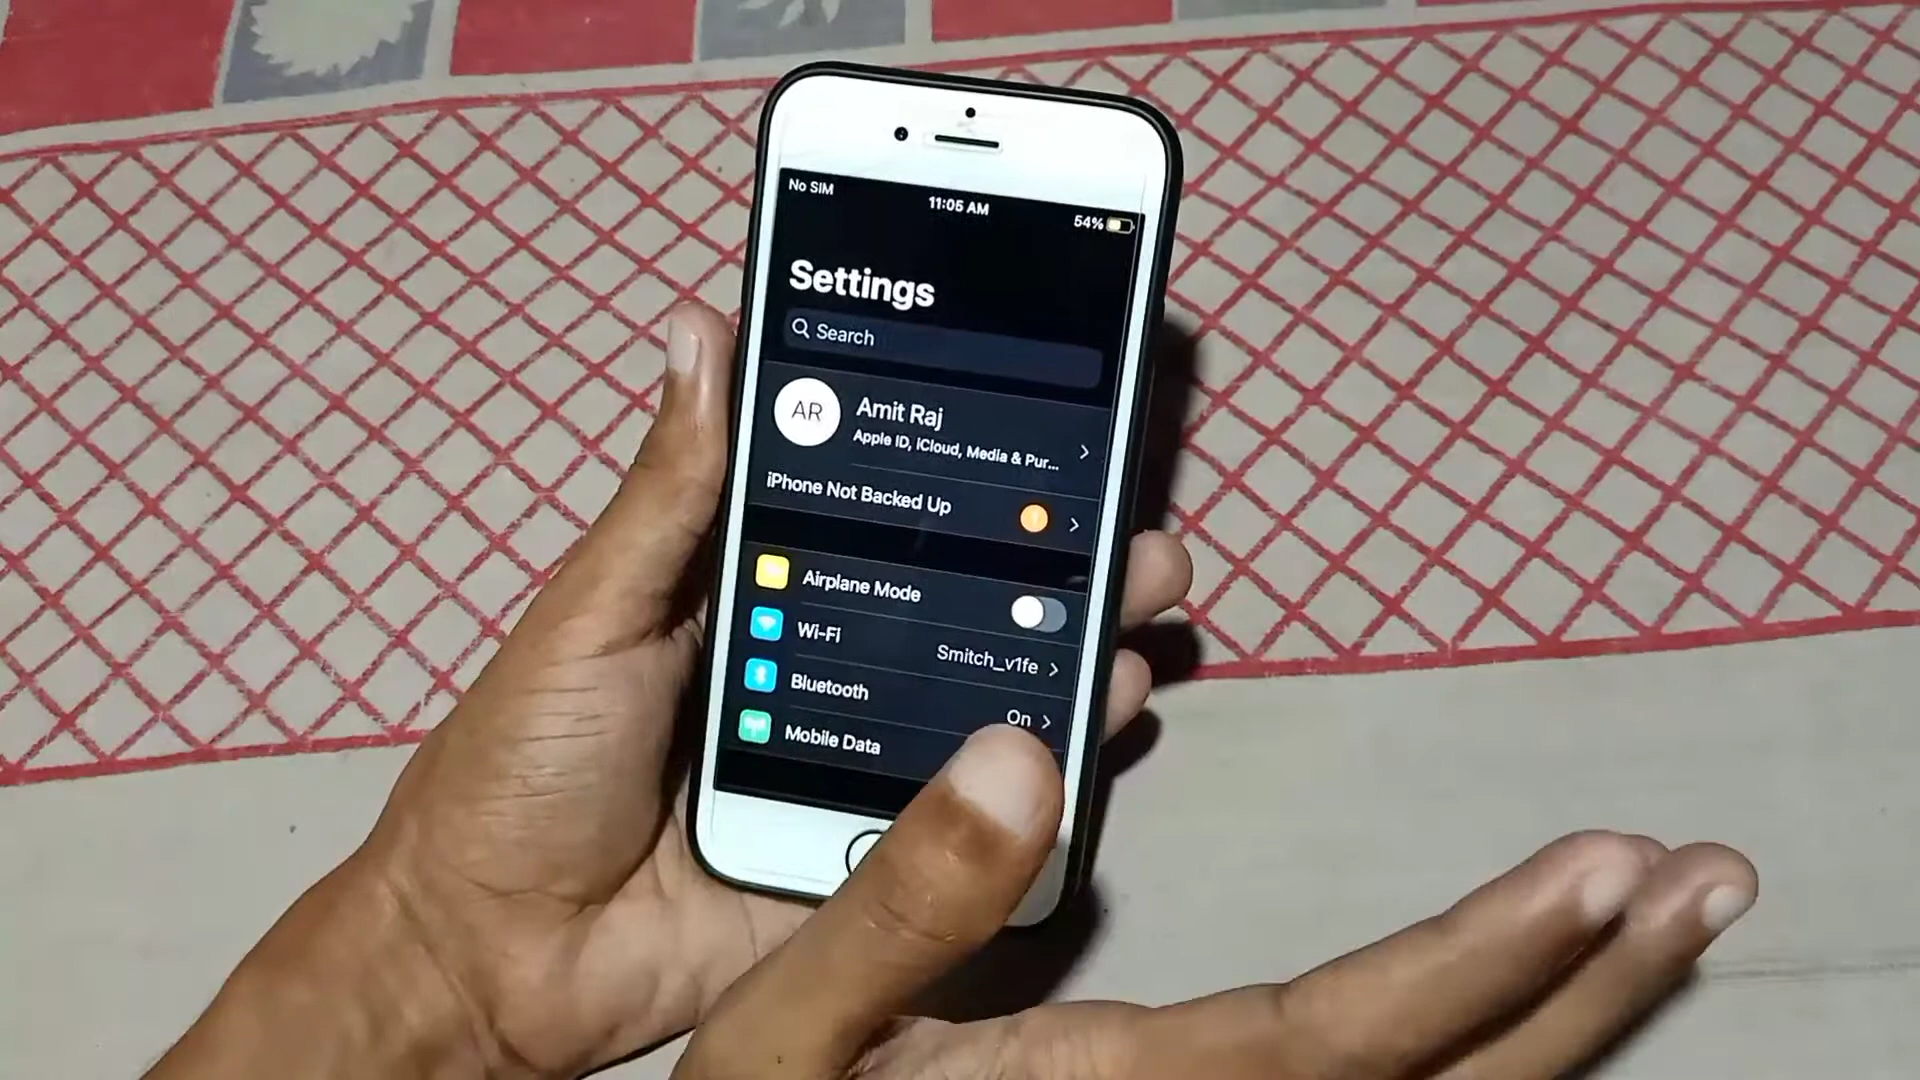 No SIM
11:05 AM
54%
Settings
Search
AR
Amit Raj
Apple ID, iCloud, Media & Pur...
iPhone Not Backed Up
Airplane Mode
Wi-Fi
Smitch_v1fe
Bluetooth
On
Mobile Data